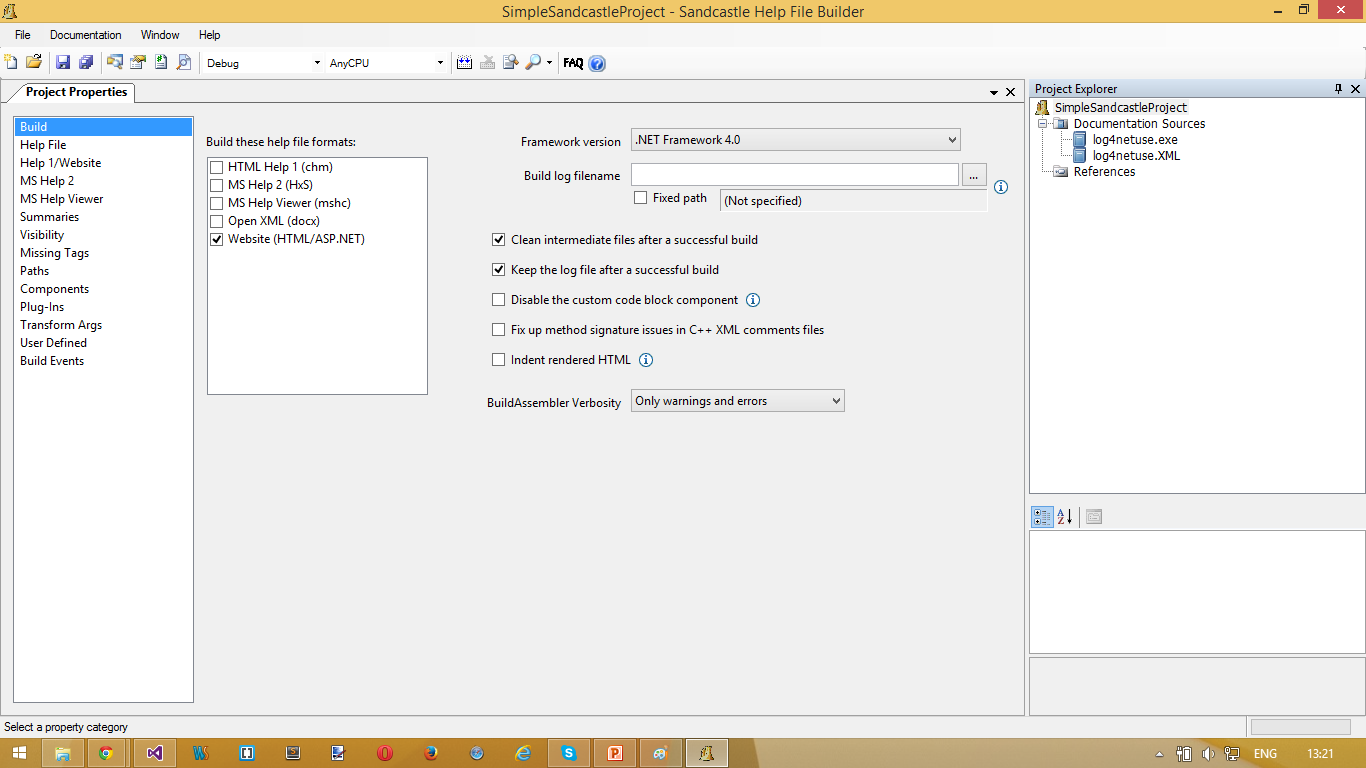 SimpleSandcastleProject - Sandcastle Help File Builder
File Documentation Window Help
Debug AnyCPU FAQ
Project Properties
Build
Help File
Help 1/Website
MS Help 2
MS Help Viewer
Summaries
Visibility
Missing Tags
Paths
Components
Plug-Ins
Transform Args
User Defined
Build Events
Build these help file formats:
HTML Help 1 (chm)
MS Help 2 (HxS)
MS Help Viewer (mshc)
Open XML (docx)
Website (HTML/ASP.NET)
Framework version .NET Framework 4.0
Build log filename ...
Fixed path (Not specified)
Clean intermediate files after a successful build
Keep the log file after a successful build
Disable the custom code block component
Fix up method signature issues in C++ XML comments files
Indent rendered HTML
BuildAssembler Verbosity Only warnings and errors
Project Explorer
SimpleSandcastleProject
Documentation Sources
log4netuse.exe
log4netuse.XML
References
Select a property category
ENG 13:21